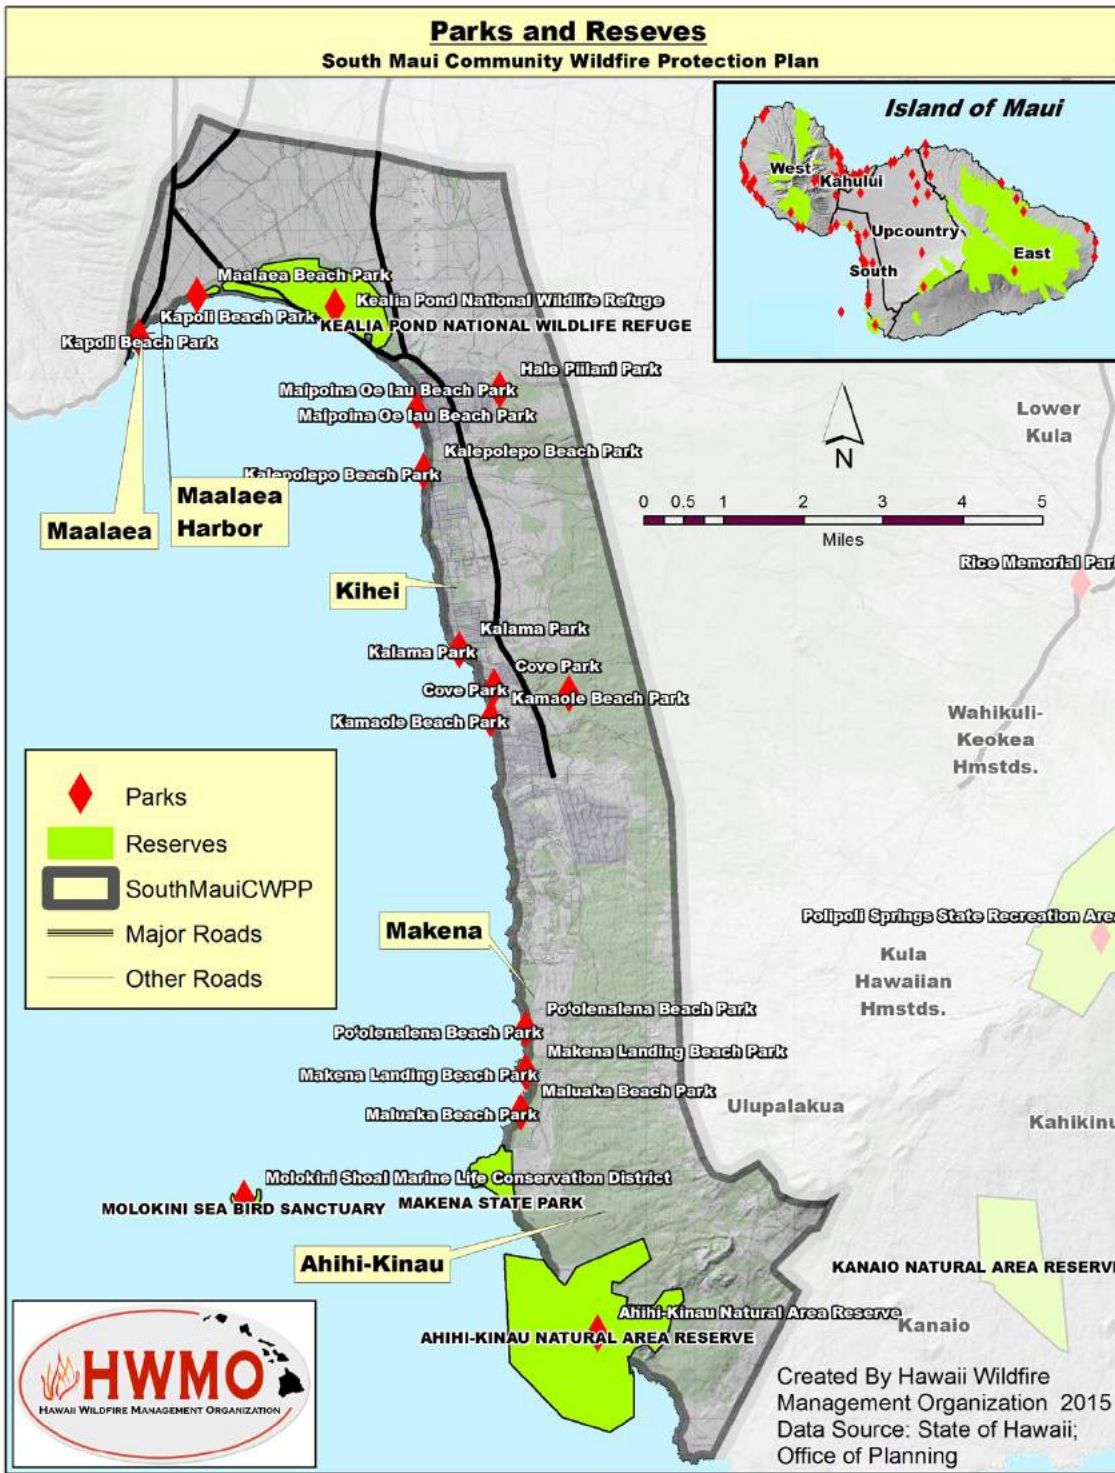 Parks and Reseves
South Maui Community Wildfire Protection Plan
Island of Maui
West
Kahului
Upcountry
East
South
Maalaea Beach Park
Kealia Pond National Wildlife Refuge
Kapoli Beach Park
KEALIA POND NATIONAL WILDLIFE REFUGE
Kapoli Beach Park
Hale Piilani Park
Maipoina Oe Iau Beach Park
Maipoina Oe Iau Beach Park
Kalepolepo Beach Park
Kalepolepo Beach Park
Maalaea
Harbor
Maalaea
Lower
Kula
N
0 0.5 1 2 3 4 5
Miles
Rice Memorial Park
Kihei
Kalama Park
Kalama Park
Cove Park
Cove Park
Kamaole Beach Park
Kamaole Beach Park
Wahikuli-
Keokea
Hmstds.
Parks
Reserves
SouthMauiCWPP
Major Roads
Other Roads
Makena
Polipoli Springs State Recreation Area
Kula
Hawaiian
Hmstds.
Po'olenalena Beach Park
Po'olenalena Beach Park
Makena Landing Beach Park
Makena Landing Beach Park
Maluaka Beach Park
Maluaka Beach Park
Ulupalakua
Kahikinu
Molokini Shoal Marine Life Conservation District
MOLOKINI SEA BIRD SANCTUARY
MAKENA STATE PARK
Ahihi-Kinau
KANAIO NATURAL AREA RESERVE
Ahihi-Kinau Natural Area Reserve
AHIHI-KINAU NATURAL AREA RESERVE
Kanaio
HWMO
HAWAII WILDFIRE MANAGEMENT ORGANIZATION
Created By Hawaii Wildfire
Management Organization 2015
Data Source: State of Hawaii;
Office of Planning